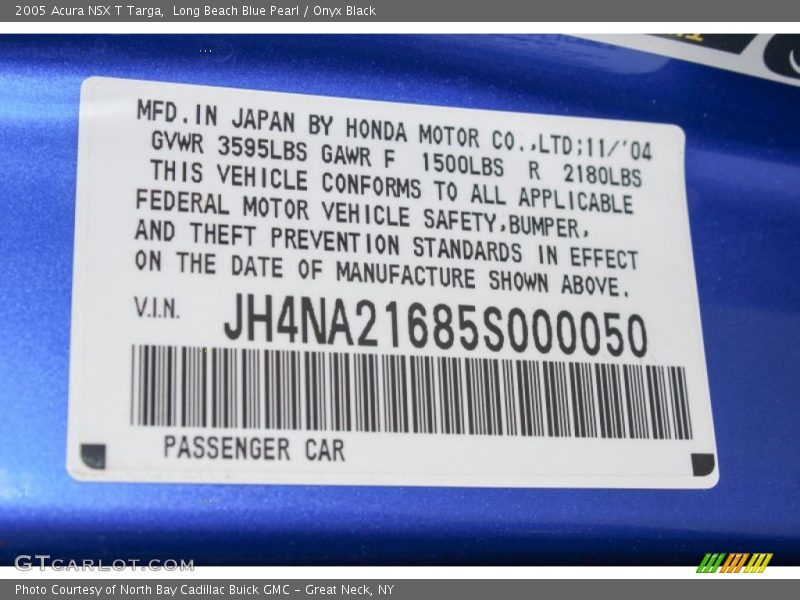 2005 Acura NSX T Targa,  Long Beach Blue Pearl / Onyx Black
MFD.IN JAPAN BY HONDA MOTOR CO.,LTD;11/'04
GVWR 3595LBS GAWR F 1500LBS R 2180LBS
THIS VEHICLE CONFORMS TO ALL APPLICABLE
FEDERAL MOTOR VEHICLE SAFETY,BUMPER,
AND THEFT PREVENTION STANDARDS IN EFFECT
ON THE DATE OF MANUFACTURE SHOWN ABOVE.
V.I.N. JH4NA21685S000050
PASSENGER CAR
GTCARLOT.COM
Photo Courtesy of North Bay Cadillac Buick GMC - Great Neck, NY